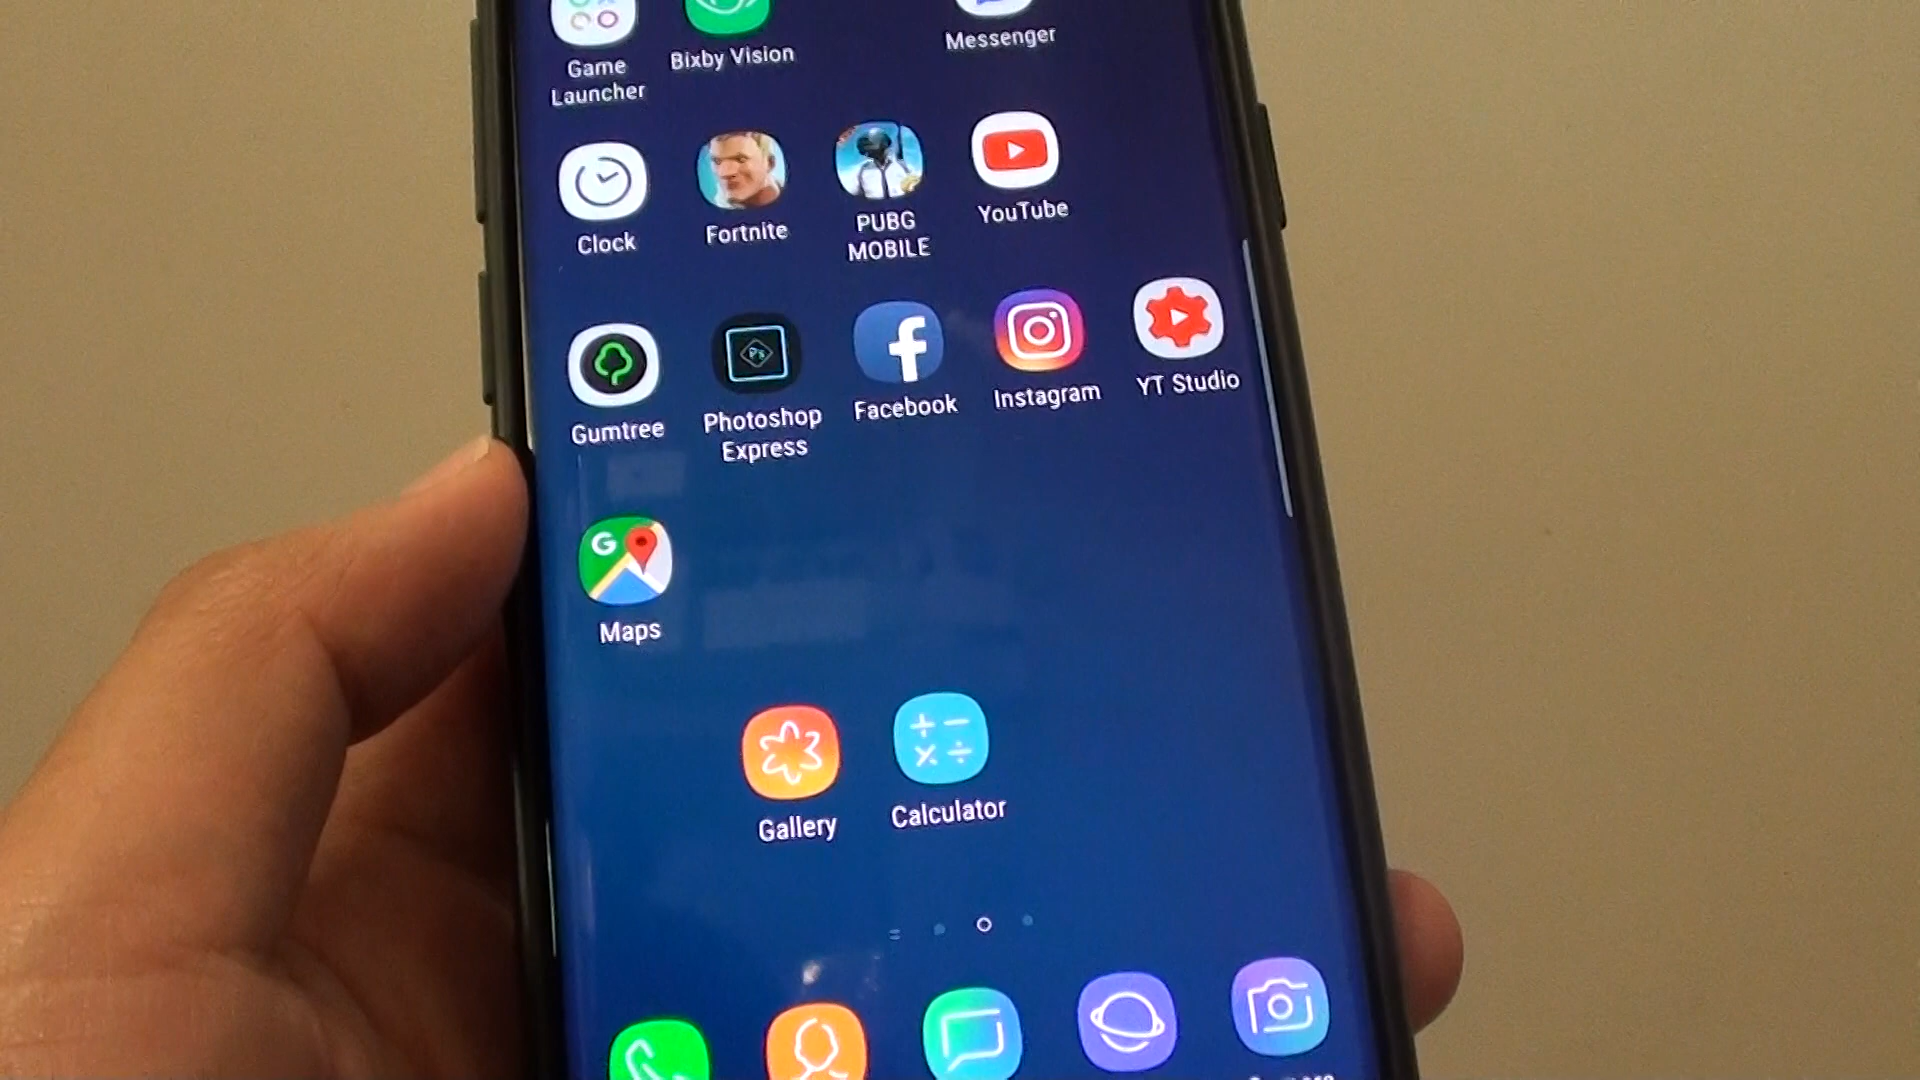 Game
Launcher
Bixby Vision
Messenger
Clock
Fortnite
PUBG
MOBILE
YouTube
Gumtree
Ps
Photoshop
Express
Facebook
Instagram
YT Studio
G
Maps
Gallery
Calculator